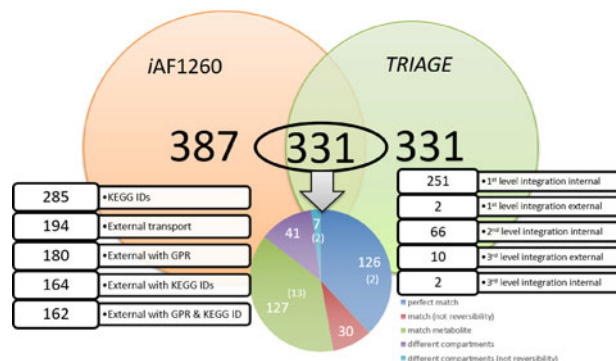 iAF1260
TRIAGE
387
331
331
285
•KEGG IDs
194
•External transport
180
•External with GPR
164
•External with KEGG IDs
162
•External with GPR & KEGG ID
251
•1st level integration internal
2
•1st level integration external
66
•2nd level integration internal
10
•3rd level integration external
2
•3rd level integration internal
7
(2)
41
126
(2)
(13)
127
30
perfect match
match (not reversibility)
match metabolite
different compartments
different compartments (not reversibility)